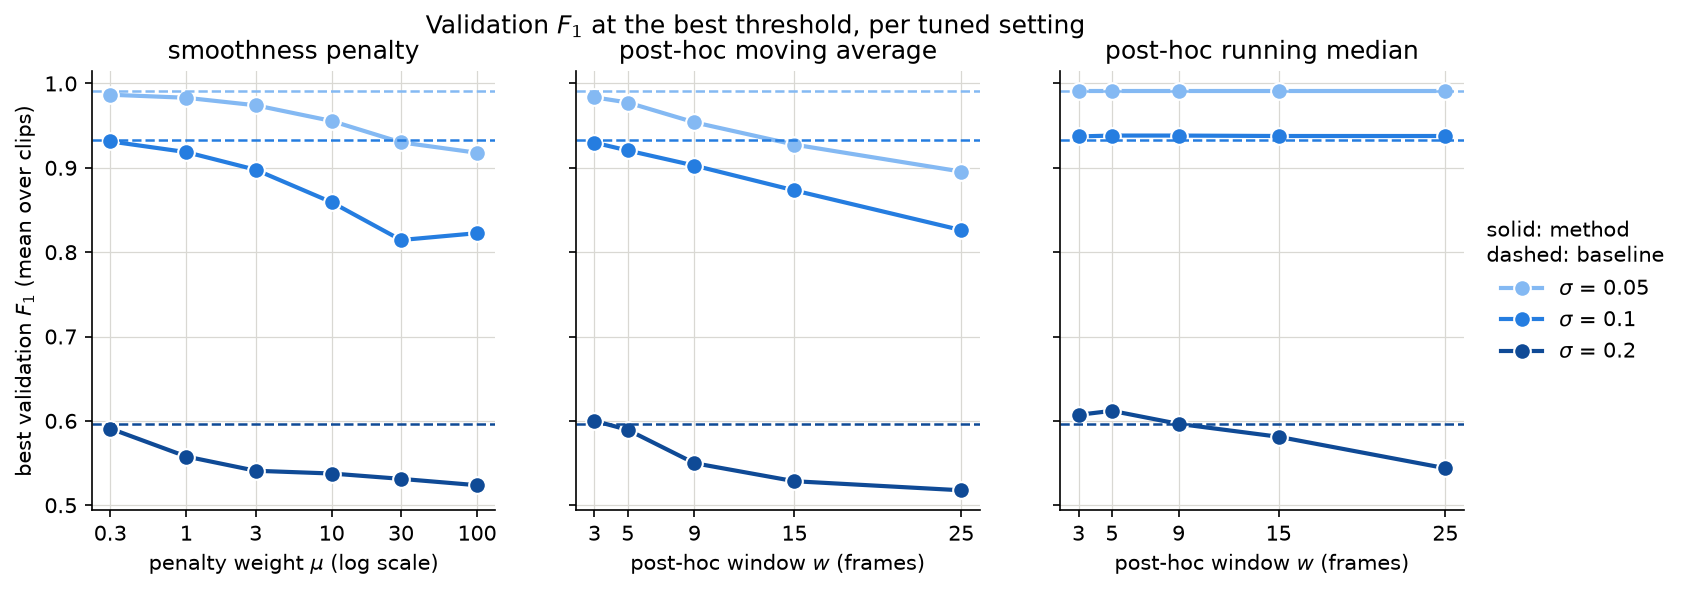 Validation F₁ at the best threshold, per tuned setting
smoothness penalty
post-hoc moving average
post-hoc running median
best validation F₁ (mean over clips)
1.0
0.9
0.8
0.7
0.6
0.5
0.3 1 3 10 30 100
penalty weight μ (log scale)
3 5 9 15 25
post-hoc window w (frames)
3 5 9 15 25
post-hoc window w (frames)
solid: method
dashed: baseline
σ = 0.05
σ = 0.1
σ = 0.2